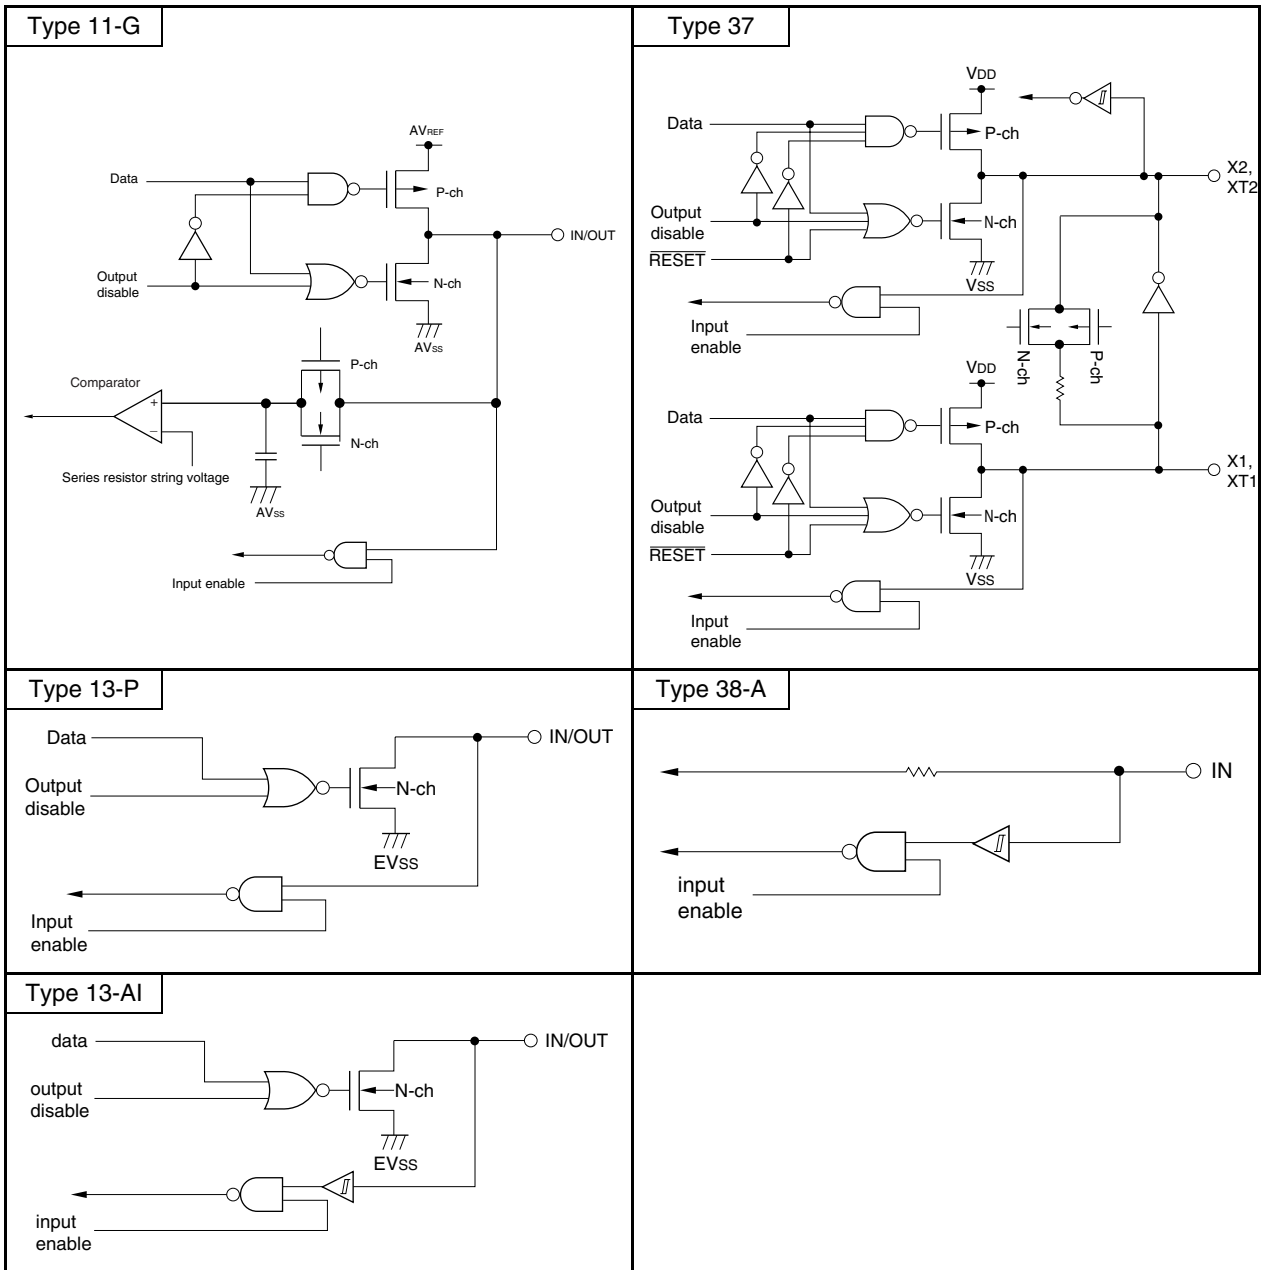 Type 11-G
AVREF
Data
P-ch
IN/OUT
Output
disable
N-ch
AVSS
P-ch
Comparator
+
−
N-ch
Series resistor string voltage
AVSS
Input enable
Type 37
VDD
Data
P-ch
X2,
XT2
Output
disable
N-ch
RESET
VSS
Input
enable
N-ch
P-ch
VDD
Data
P-ch
X1,
XT1
Output
disable
N-ch
RESET
VSS
Input
enable
Type 13-P
Data
IN/OUT
Output
disable
N-ch
EVSS
Input
enable
Type 38-A
IN
input
enable
Type 13-AI
data
IN/OUT
output
disable
N-ch
EVSS
input
enable